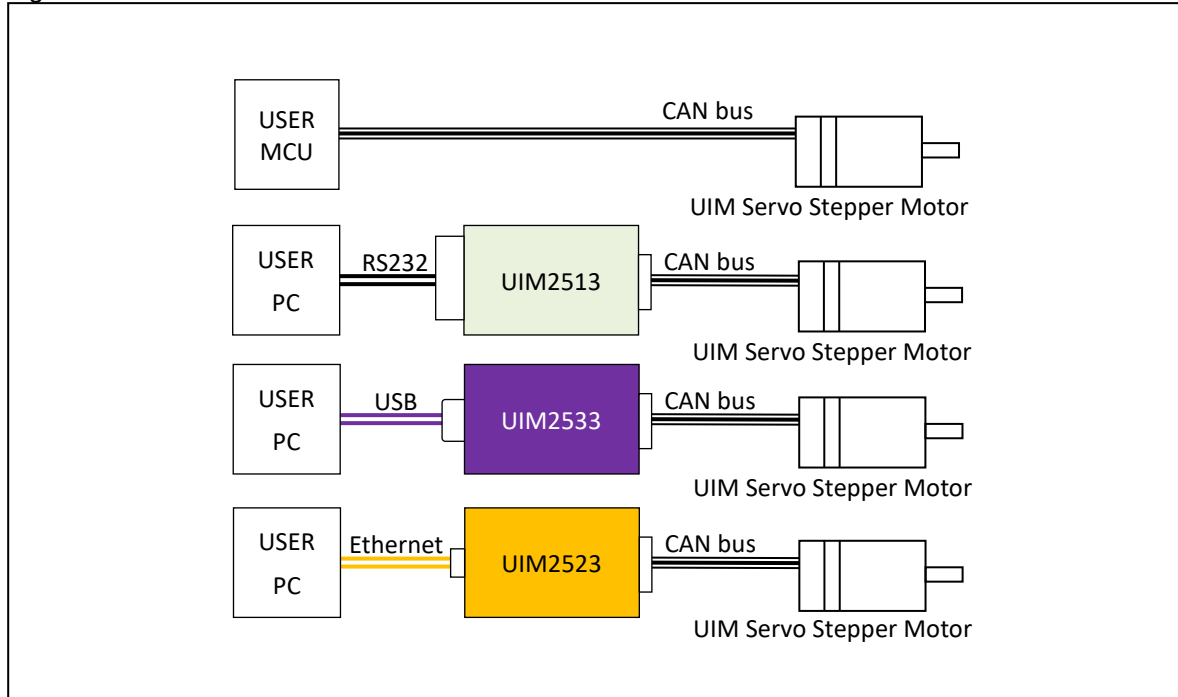 USER
MCU
CAN bus
UIM Servo Stepper Motor
USER
PC
RS232
UIM2513
CAN bus
UIM Servo Stepper Motor
USER
PC
USB
UIM2533
CAN bus
UIM Servo Stepper Motor
USER
PC
Ethernet
UIM2523
CAN bus
UIM Servo Stepper Motor